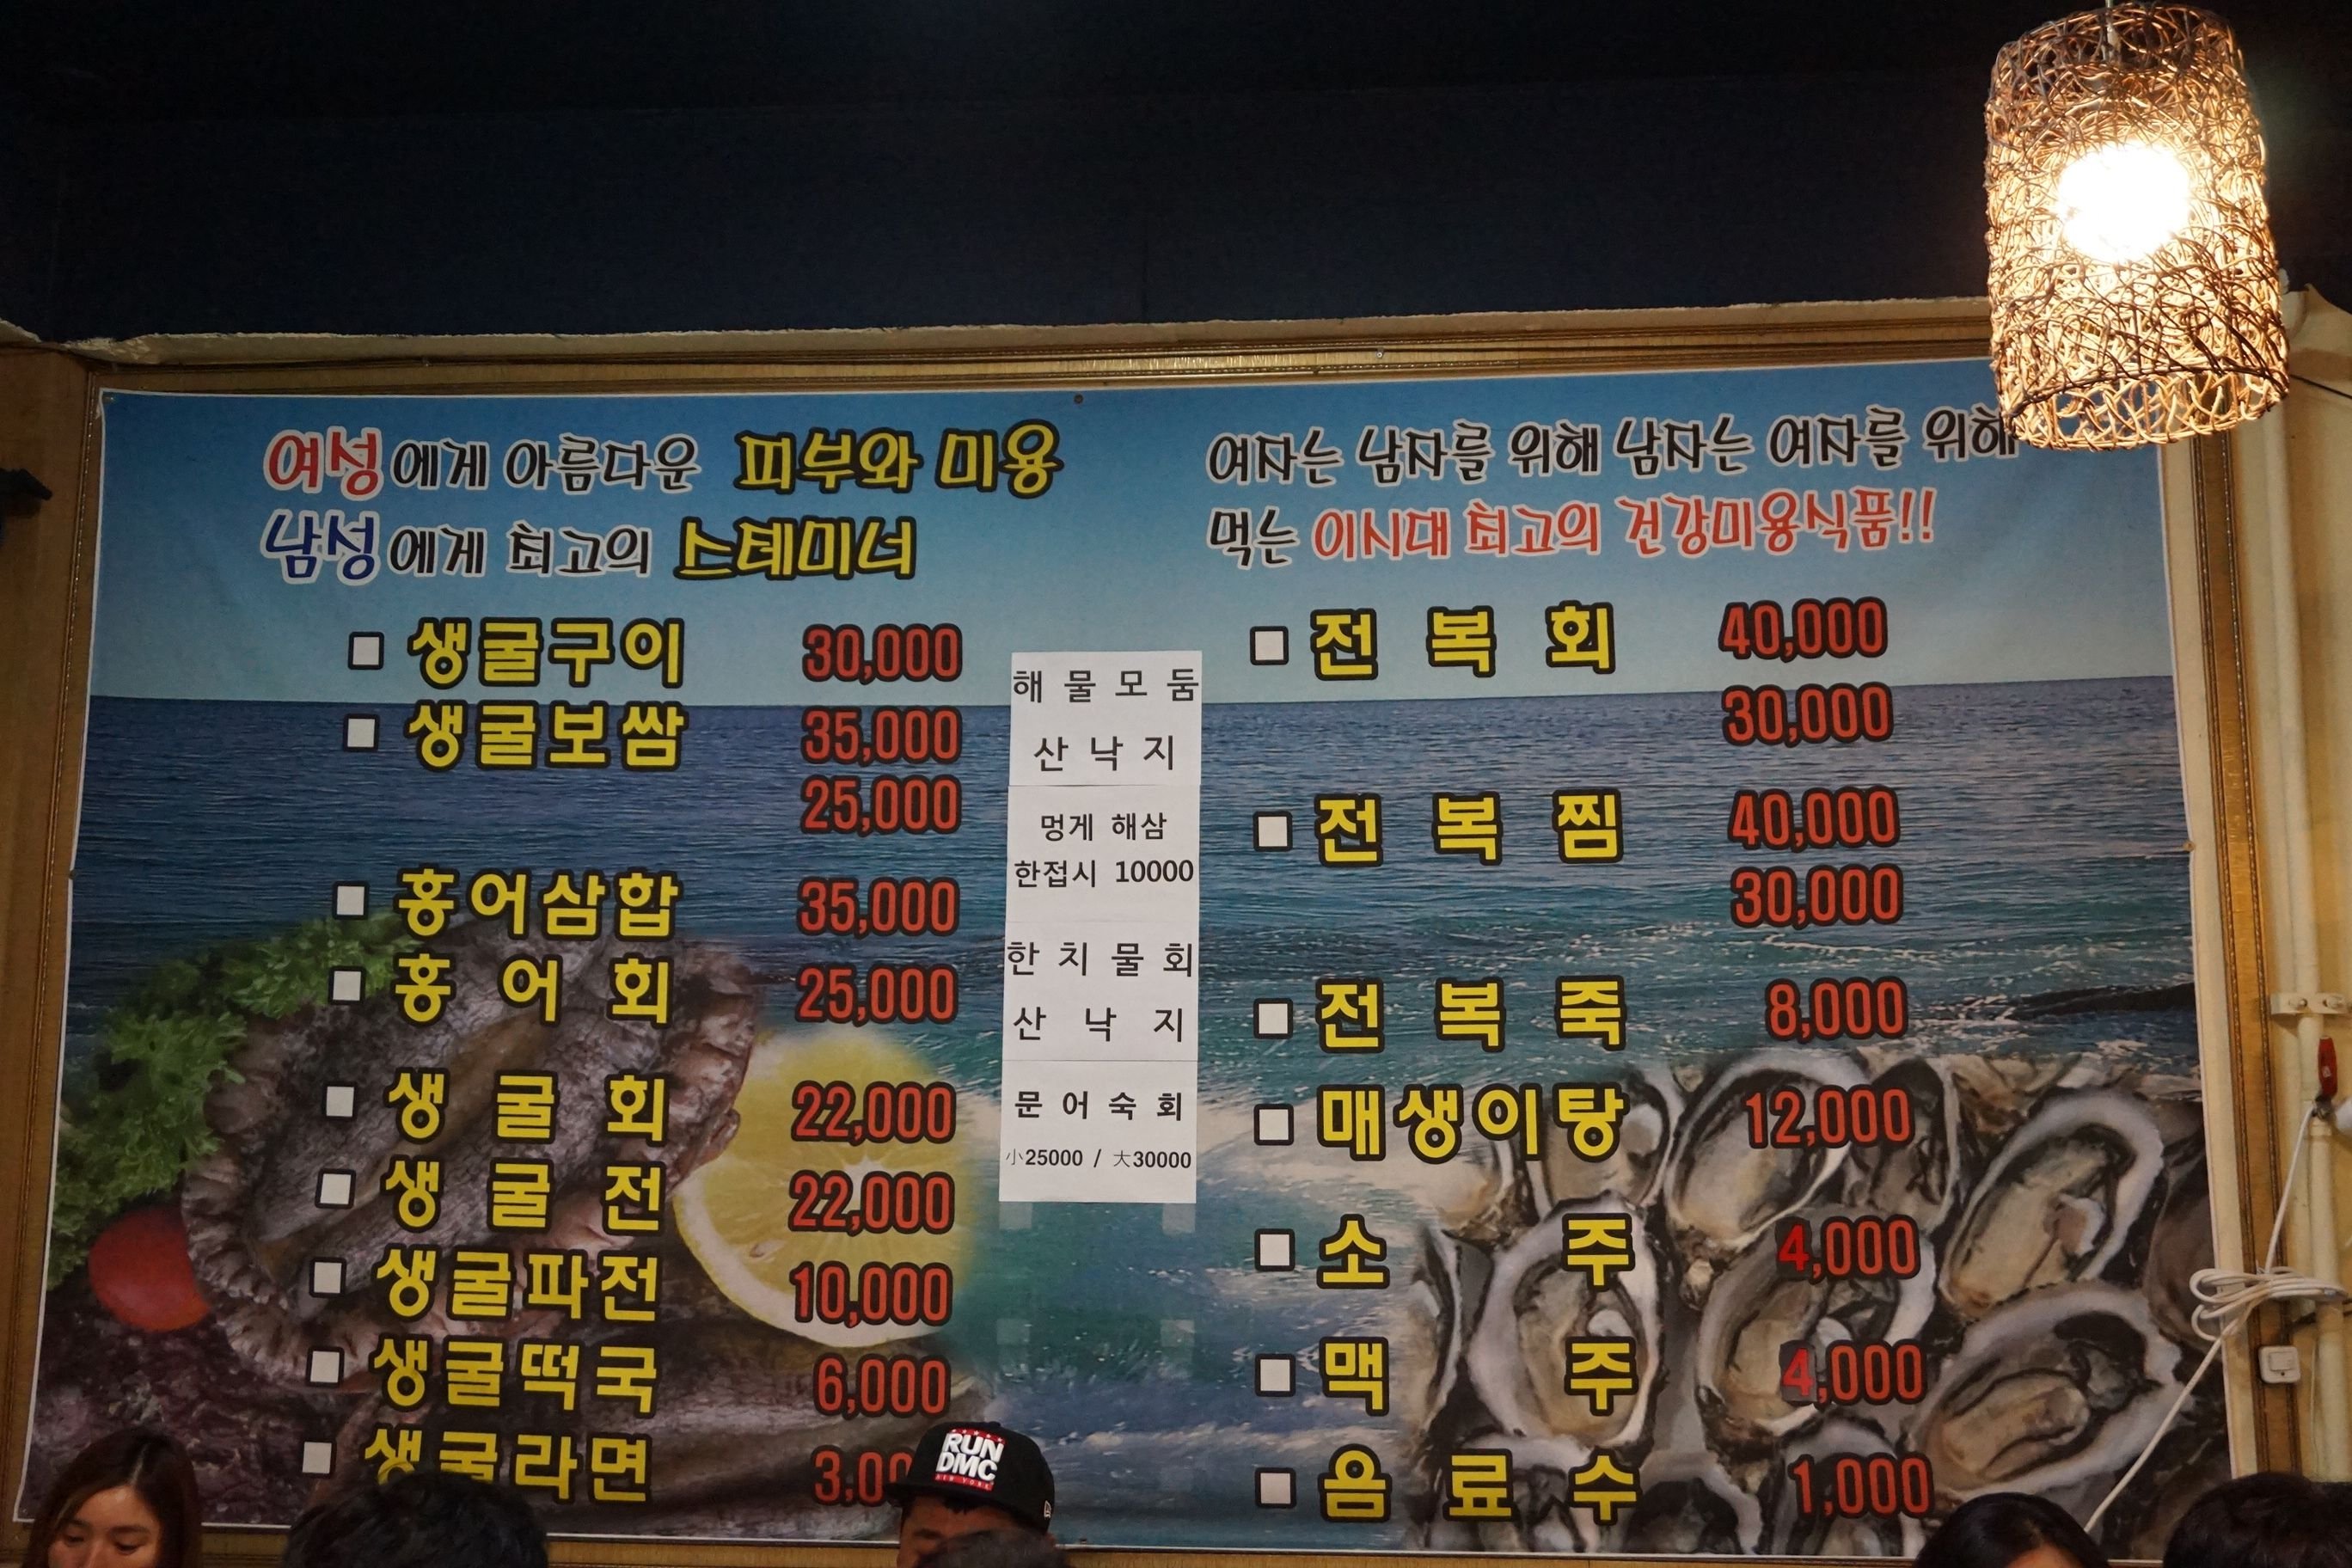 여성에게 아름다운 피부와 미용
남성에게 최고의 스테미너
□ 생굴구이 30,000
□ 생굴보쌈 35,000
25,000
□ 홍어삼합 35,000
□ 홍어회 25,000
□ 생굴회 22,000
□ 생굴전 22,000
□ 생굴파전 10,000
□ 생굴떡국 6,000
□ 생굴라면 3,00
해물모둠
산낙지
멍게 해삼
한접시 10000
한치물회
산낙지
문어숙회
小25000 / 大30000
여자는 남자를 위해 남자는 여자를 위해
먹는 이시대 최고의 건강미용식품!!
□ 전복회 40,000
30,000
□ 전복찜 40,000
30,000
□ 전복죽 8,000
□ 매생이탕 12,000
□ 소주 4,000
□ 맥주 4,000
□ 음료수 1,000
RUN
DMC
NEW YORK